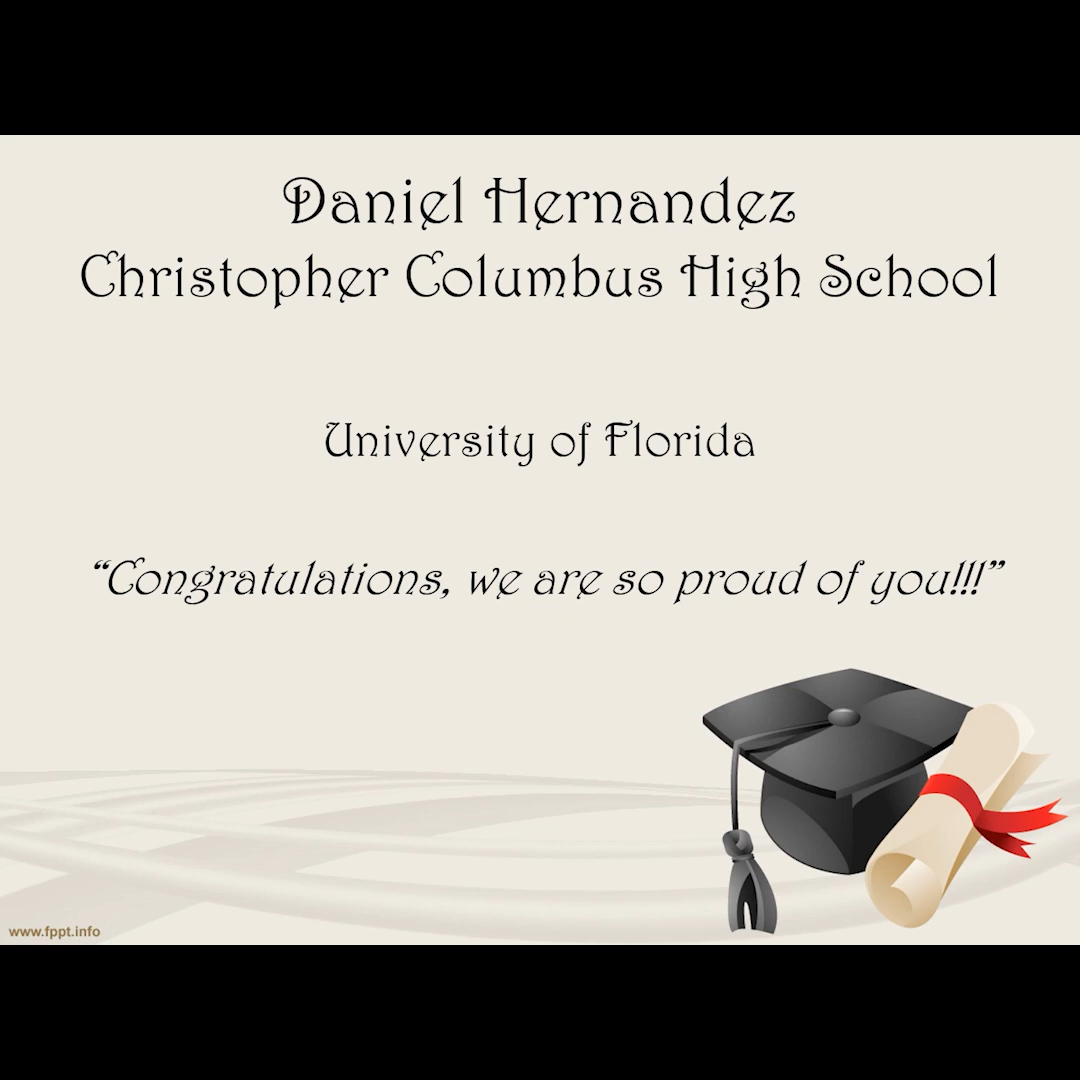 Daniel Hernandez
Christopher Columbus High School
University of Florida
“Congratulations, we are so proud of you!!!”
www.fppt.info